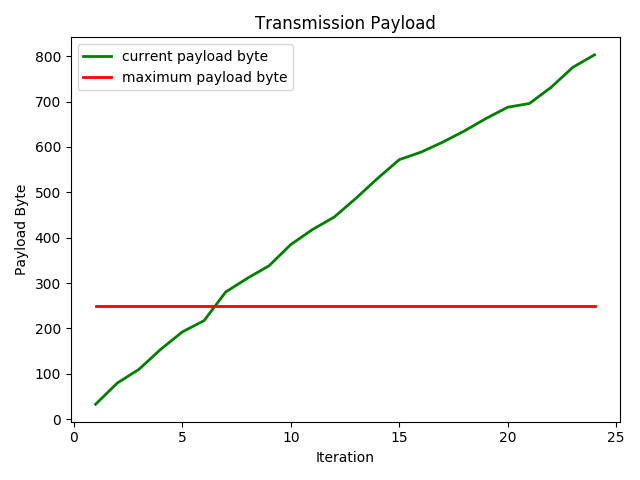 Transmission Payload
current payload byte
maximum payload byte
800
700
600
500
400
300
200
100
0
Payload Byte
0 5 10 15 20 25
Iteration